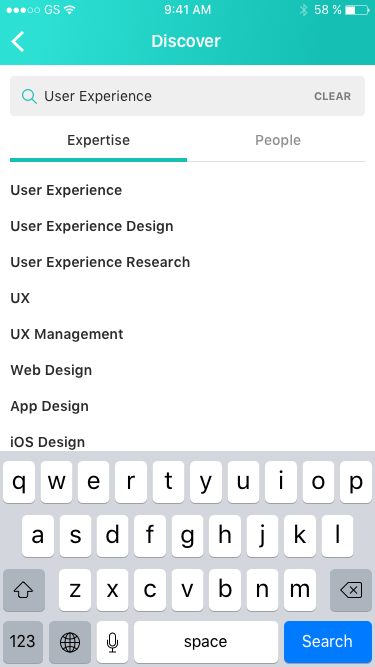 GS 9:41 AM 58 %
Discover
User Experience CLEAR
Expertise People
User Experience
User Experience Design
User Experience Research
UX
UX Management
Web Design
App Design
iOS Design
q w e r t y u i o p
a s d f g h j k l
z x c v b n m
123 space Search